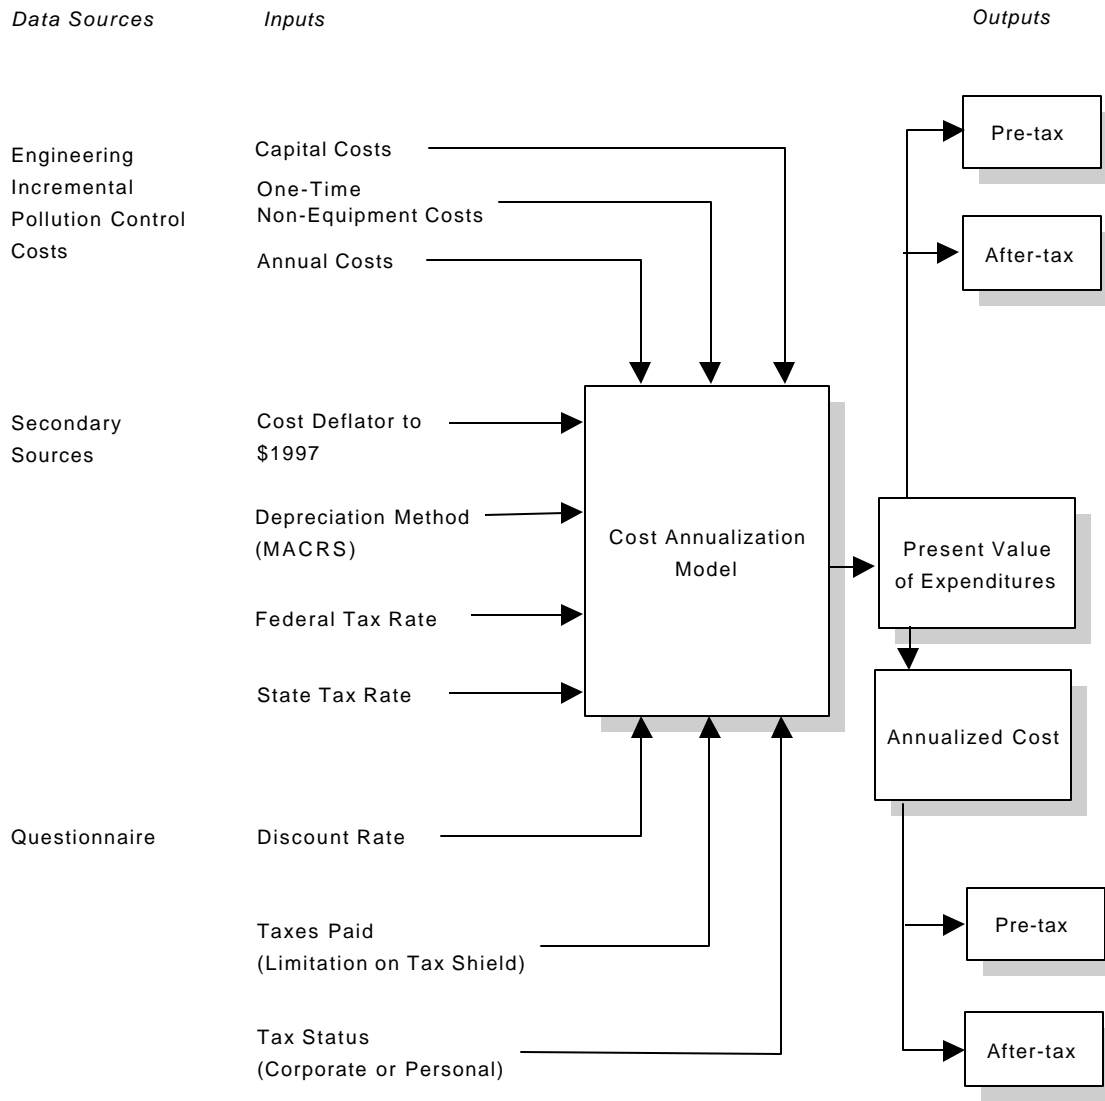 Data Sources
Inputs
Outputs
Engineering
Incremental
Pollution Control
Costs
Capital Costs
One-Time
Non-Equipment Costs
Annual Costs
Secondary
Sources
Cost Deflator to
$1997
Depreciation Method
(MACRS)
Federal Tax Rate
State Tax Rate
Questionnaire
Discount Rate
Taxes Paid
(Limitation on Tax Shield)
Tax Status
(Corporate or Personal)
Cost Annualization
Model
Pre-tax
After-tax
Present Value
of Expenditures
Annualized Cost
Pre-tax
After-tax